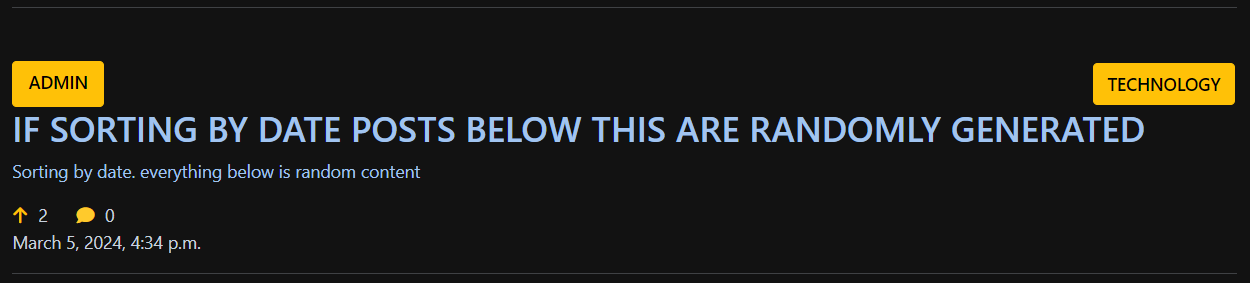 ADMIN
TECHNOLOGY
IF SORTING BY DATE POSTS BELOW THIS ARE RANDOMLY GENERATED
Sorting by date. everything below is random content
2 0
March 5, 2024, 4:34 p.m.